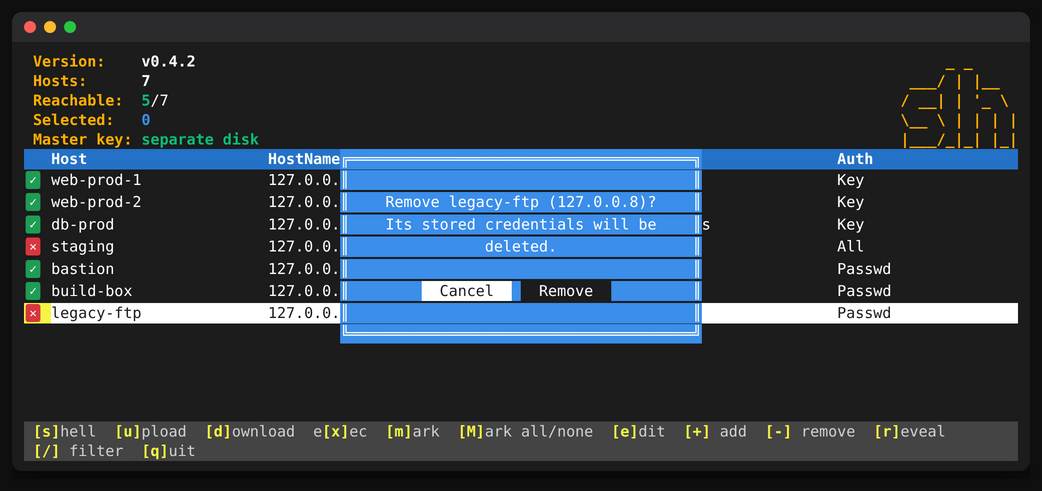 Version: v0.4.2
Hosts: 7
Reachable: 5/7
Selected: 0
Master key: separate disk
Host HostName Auth
web-prod-1 127.0.0. Key
web-prod-2 127.0.0. Remove legacy-ftp (127.0.0.8)? Key
db-prod 127.0.0. Its stored credentials will be s Key
staging 127.0.0. deleted. All
bastion 127.0.0. Passwd
build-box 127.0.0. Cancel Remove Passwd
legacy-ftp 127.0.0. Passwd
[s]hell [u]pload [d]ownload e[x]ec [m]ark [M]ark all/none [e]dit [+] add [-] remove [r]eveal
[/] filter [q]uit